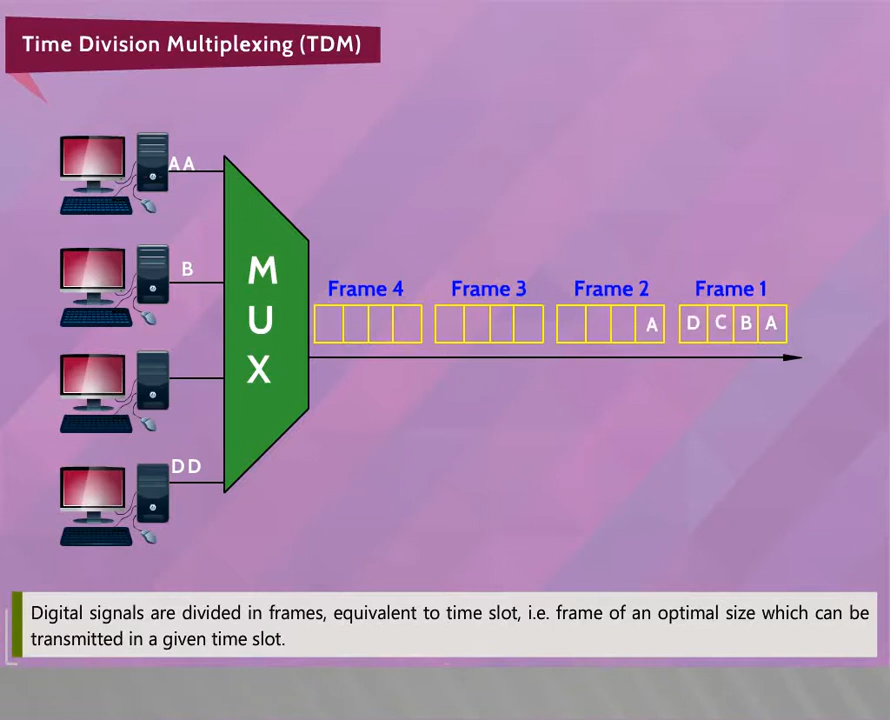 Time Division Multiplexing (TDM)
AA
B
DD
M
U
X
Frame 4 Frame 3 Frame 2 Frame 1
A D C B A
Digital signals are divided in frames, equivalent to time slot, i.e. frame of an optimal size which can be
transmitted in a given time slot.